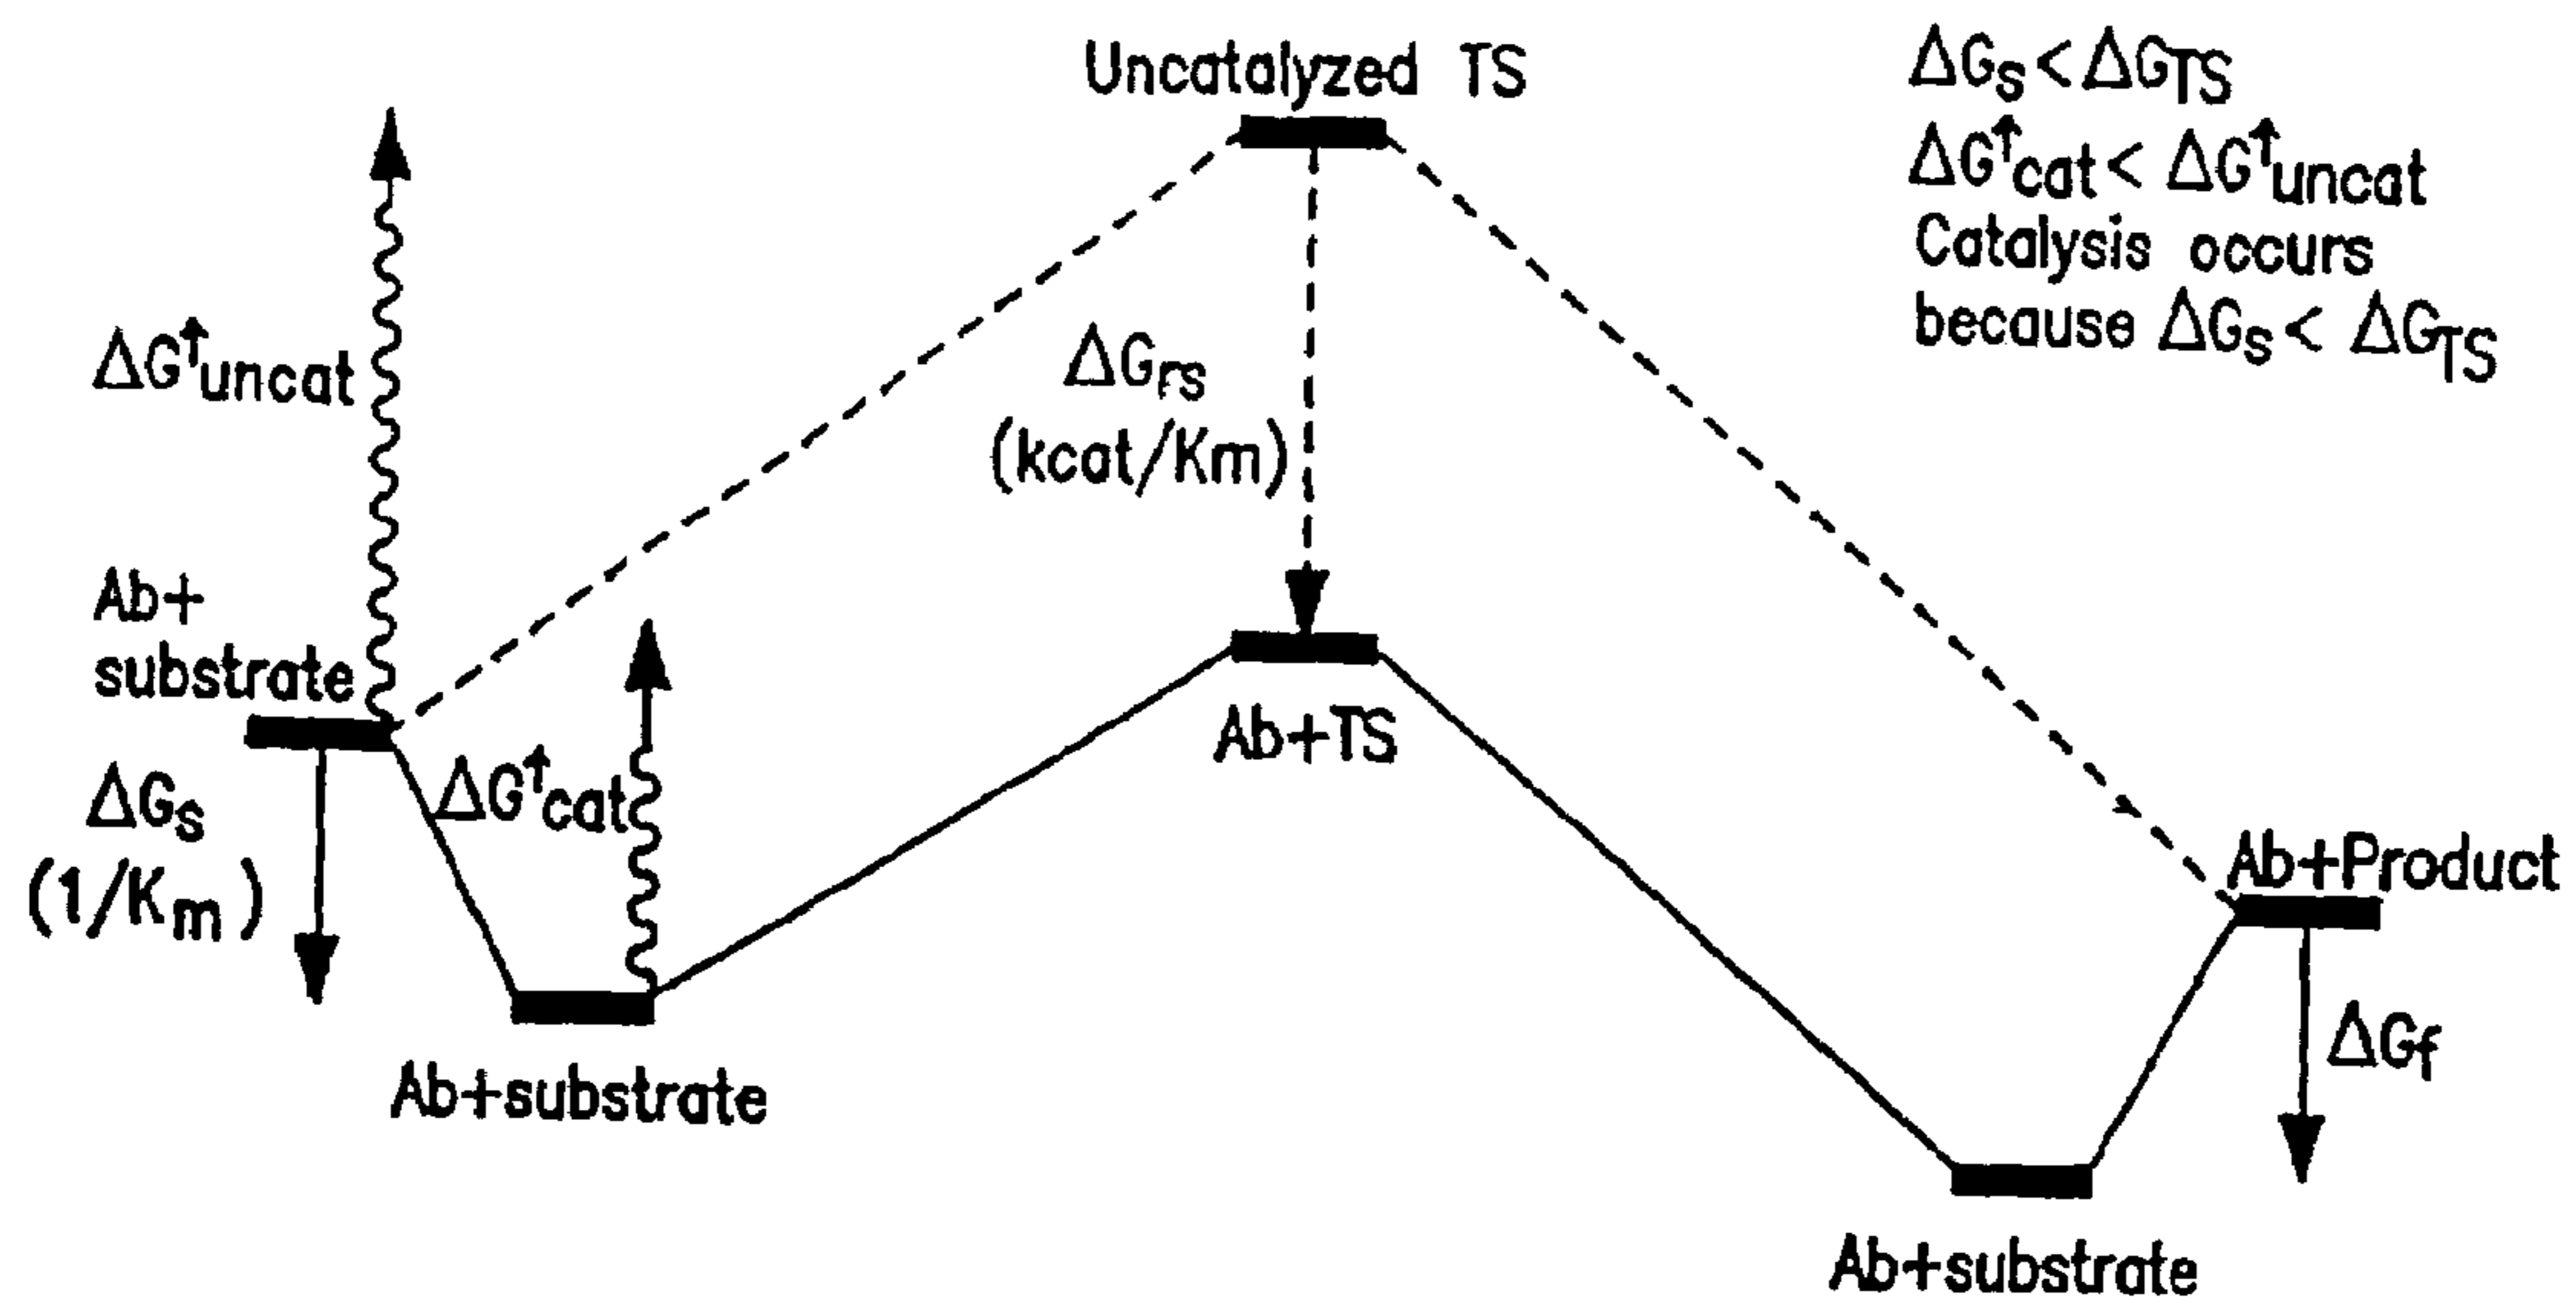 Uncatalyzed TS
ΔGs < ΔGTS
ΔG↑cat < ΔG↑uncat
Catalysis occurs
because ΔGs < ΔGTS
ΔG↑uncat
ΔGrs
(kcat/Km)
Ab+
substrate
Ab+TS
ΔGs
(1/Km)
ΔG↑cat
Ab+Product
ΔGf
Ab+substrate
Ab+substrate